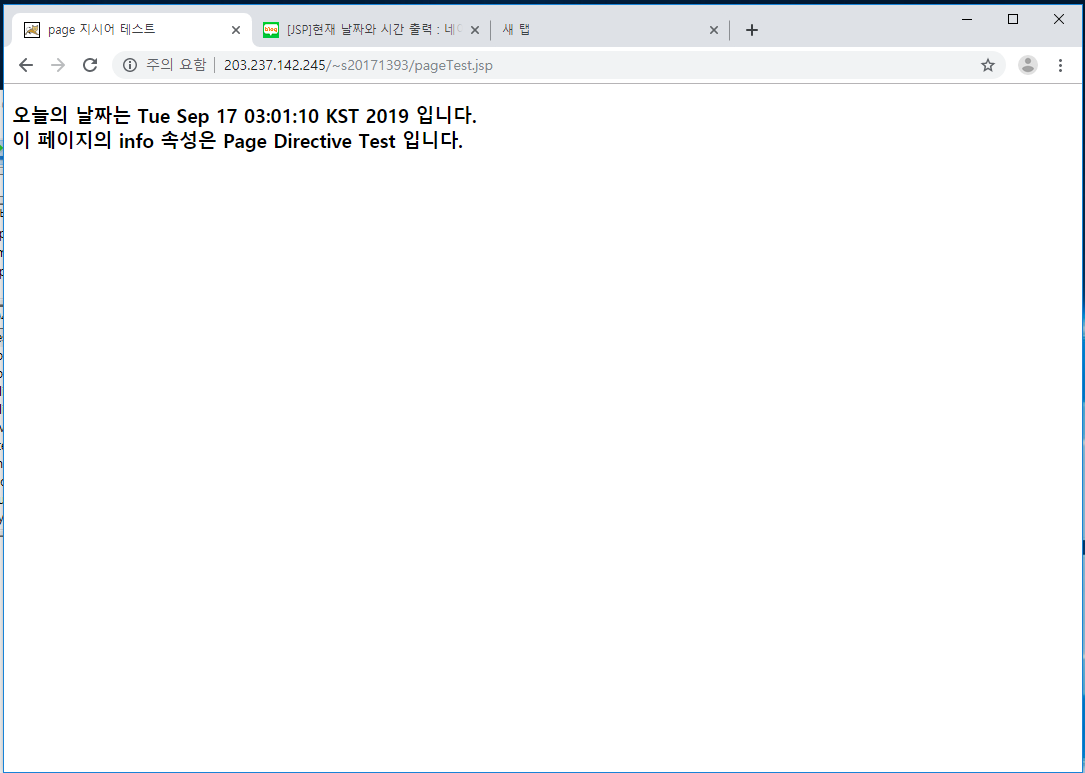 page 지시어 테스트
[JSP]현재 날짜와 시간 출력 : 네이
새 탭
주의 요함
203.237.142.245/~s20171393/pageTest.jsp
오늘의 날짜는 Tue Sep 17 03:01:10 KST 2019 입니다.
이 페이지의 info 속성은 Page Directive Test 입니다.